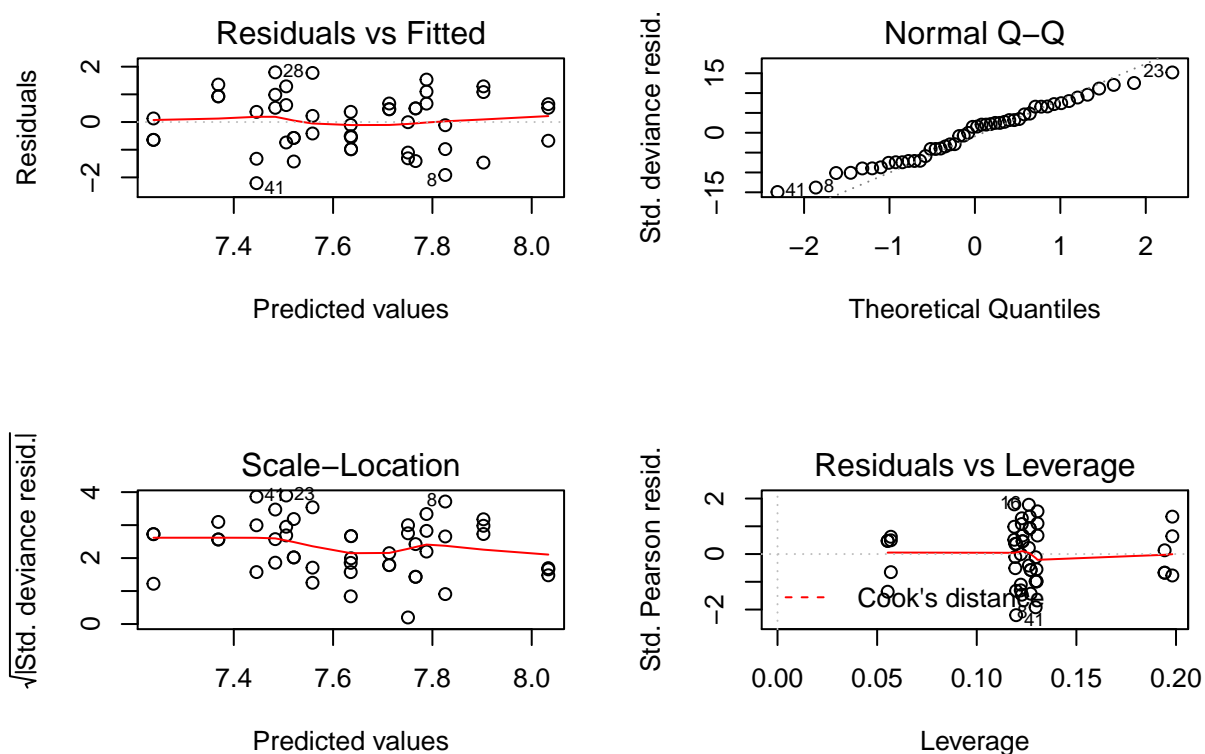 Residuals vs Fitted
Residuals
2
0
−2
28
41
8
7.4 7.6 7.8 8.0
Predicted values
Normal Q−Q
Std. deviance resid.
15
0
−15
23
41
8
−2 −1 0 1 2
Theoretical Quantiles
Scale−Location
√|Std. deviance resid.|
4
2
0
41
23
8
7.4 7.6 7.8 8.0
Predicted values
Residuals vs Leverage
Std. Pearson resid.
2
0
−2
16
Cook's distance
41
0.00 0.05 0.10 0.15 0.20
Leverage